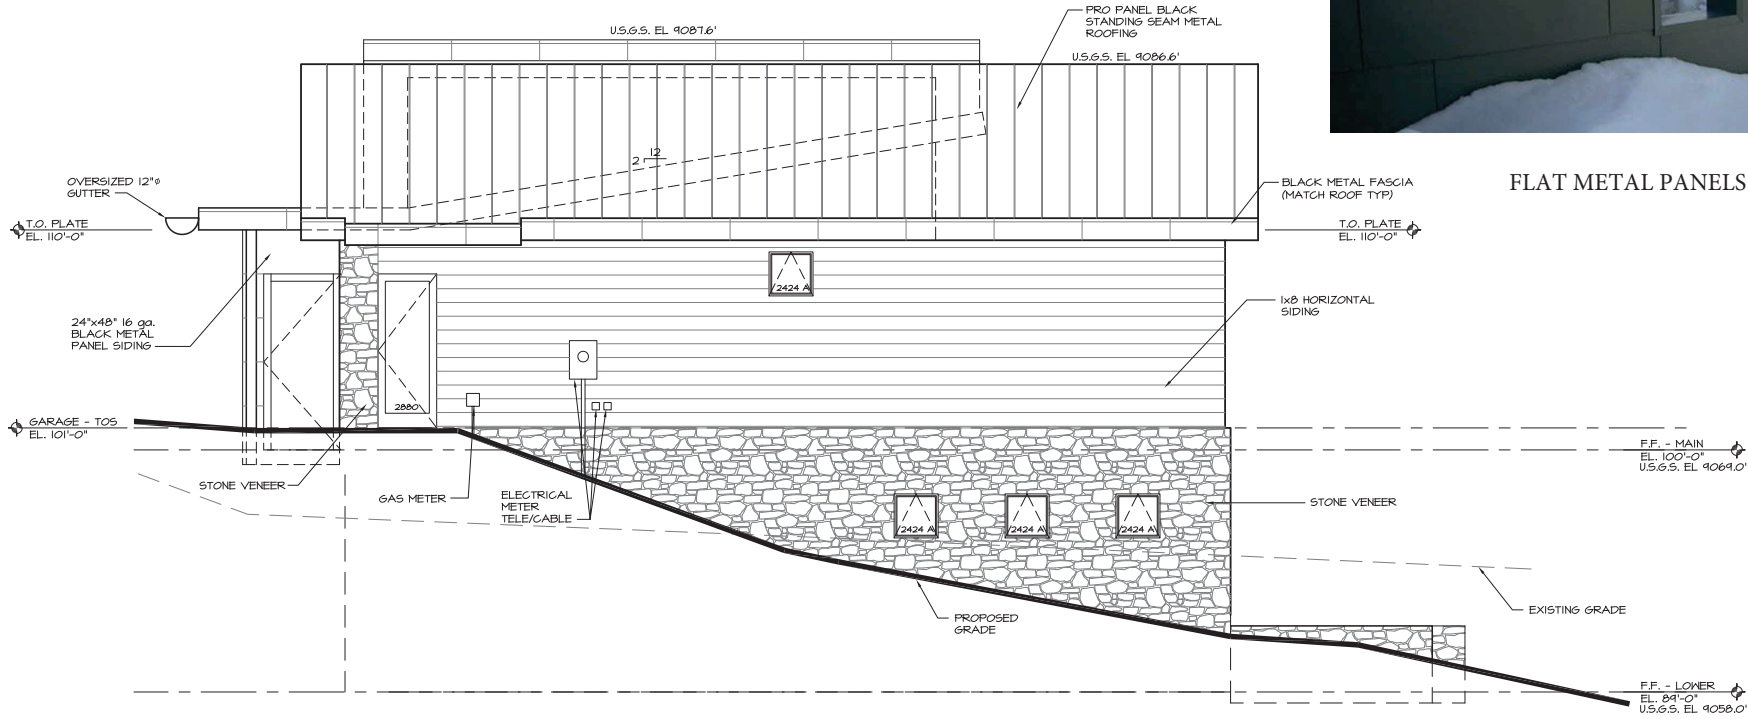 PRO PANEL BLACK
STANDING SEAM METAL
ROOFING
U.S.G.S. EL 9087.6'
U.S.G.S. EL 9086.6'
12
2
OVERSIZED 12"ø
GUTTER
BLACK METAL FASCIA
(MATCH ROOF TYP)
FLAT METAL PANELS
T.O. PLATE
EL. 110'-0"
T.O. PLATE
EL. 110'-0"
2424 A
1x8 HORIZONTAL
SIDING
24"x48" 16 ga.
BLACK METAL
PANEL SIDING
2880
GARAGE - TOS
EL. 101'-0"
F.F. - MAIN
EL. 100'-0"
U.S.G.S. EL 9069.0'
STONE VENEER
GAS METER
ELECTRICAL
METER
TELE/CABLE
STONE VENEER
2424 A
2424 A
2424 A
PROPOSED
GRADE
EXISTING GRADE
F.F. - LOWER
EL. 89'-0"
U.S.G.S. EL 9058.0'